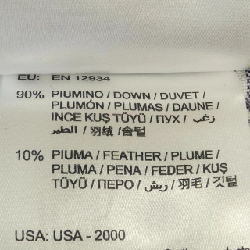 EU: EN 12934
90% PIUMINO / DOWN / DUVET /
PLUMÓN / PLUMAS / DAUNE /
INCE KUŞ TÜYÜ / ПУХ / زغب
الطير / 羽绒 / 솜털
10% PIUMA / FEATHER / PLUME /
PLUMA / PENA / FEDER / KUŞ
TÜYÜ / ПЕРО / ريش / 羽毛 / 깃털
USA: USA - 2000